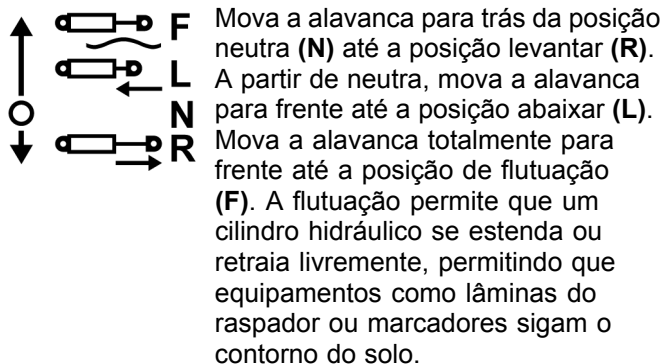 F
L
N
R
Mova a alavanca para trás da posição
neutra (N) até a posição levantar (R).
A partir de neutra, mova a alavanca
para frente até a posição abaixar (L).
Mova a alavanca totalmente para
frente até a posição de flutuação
(F). A flutuação permite que um
cilindro hidráulico se estenda ou
retraia livremente, permitindo que
equipamentos como lâminas do
raspador ou marcadores sigam o
contorno do solo.